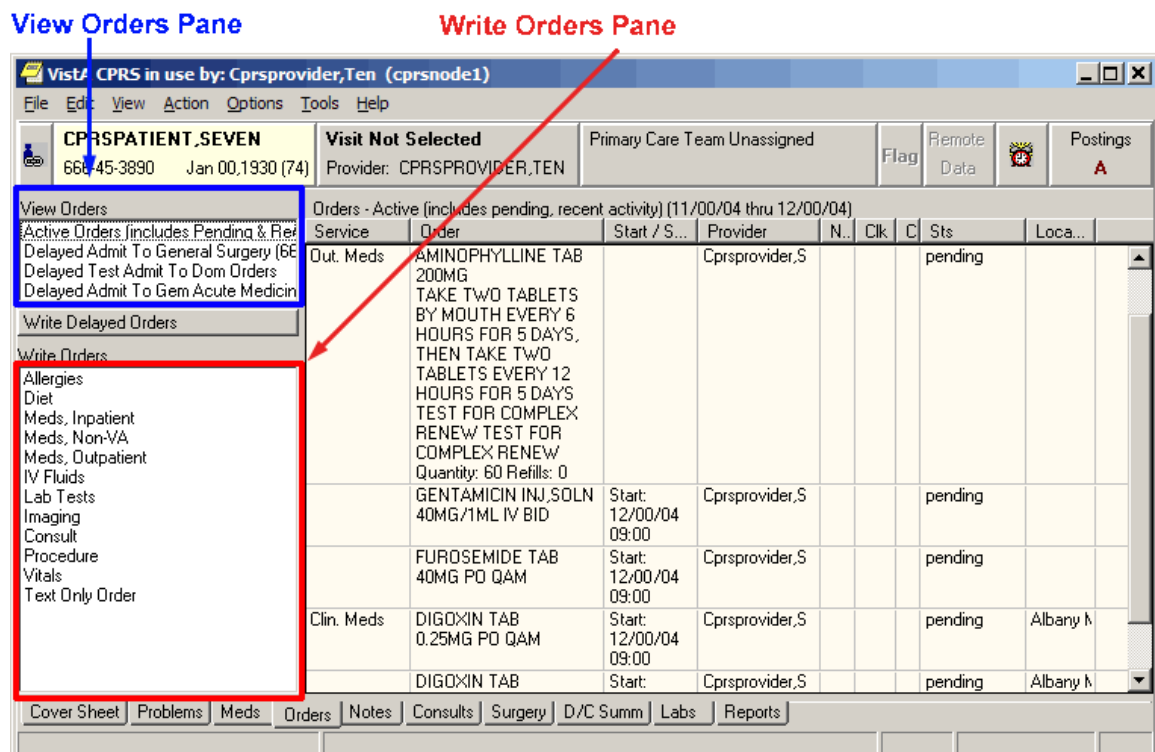 View Orders Pane
Write Orders Pane
VistA CPRS in use by: Cprsprovider,Ten (cprsnode1)
File Edit View Action Options Tools Help
CPRSPATIENT,SEVEN
666-45-3890 Jan 00,1930 (74)
Visit Not Selected
Provider: CPRSPROVIDER,TEN
Primary Care Team Unassigned
Flag
Remote
Data
Postings
A
View Orders
Active Orders (includes Pending & Re
Delayed Admit To General Surgery (66
Delayed Test Admit To Dom Orders
Delayed Admit To Gem Acute Medicin
Write Delayed Orders
Write Orders
Allergies
Diet
Meds, Inpatient
Meds, Non-VA
Meds, Outpatient
IV Fluids
Lab Tests
Imaging
Consult
Procedure
Vitals
Text Only Order
Orders - Active (includes pending, recent activity) (11/00/04 thru 12/00/04)
Service Order Start / S... Provider N... Clk C Sts Loca...
Out. Meds AMINOPHYLLINE TAB Cprsprovider,S pending
200MG
TAKE TWO TABLETS
BY MOUTH EVERY 6
HOURS FOR 5 DAYS,
THEN TAKE TWO
TABLETS EVERY 12
HOURS FOR 5 DAYS
TEST FOR COMPLEX
RENEW TEST FOR
COMPLEX RENEW
Quantity: 60 Refills: 0
GENTAMICIN INJ,SOLN Start: Cprsprovider,S pending
40MG/1ML IV BID 12/00/04
09:00
FUROSEMIDE TAB Start: Cprsprovider,S pending
40MG PO QAM 12/00/04
09:00
Clin. Meds DIGOXIN TAB Start: Cprsprovider,S pending Albany M
0.25MG PO QAM 12/00/04
09:00
DIGOXIN TAB Start: Cprsprovider,S pending Albany M
Cover Sheet Problems Meds Orders Notes Consults Surgery D/C Summ Labs Reports